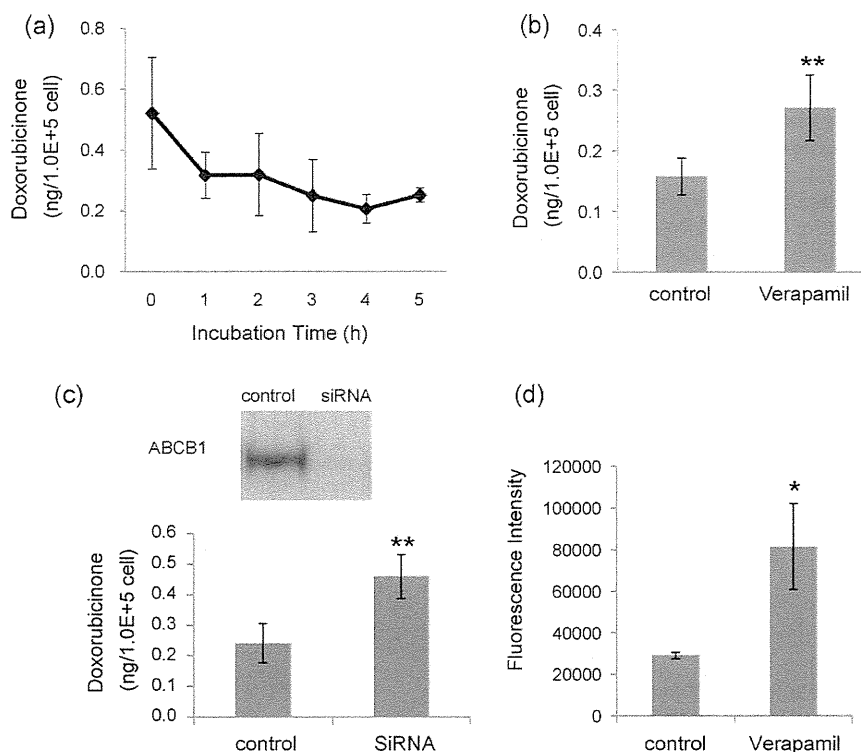 (a)
Doxorubicinone
(ng/1.0E+5 cell)
0.8
0.6
0.4
0.2
0.0
0 1 2 3 4 5
Incubation Time (h)
(b)
Doxorubicinone
(ng/1.0E+5 cell)
0.4
0.3
0.2
0.1
0.0
**
control Verapamil
(c)
control siRNA
ABCB1
Doxorubicinone
(ng/1.0E+5 cell)
0.6
0.5
0.4
0.3
0.2
0.1
0.0
**
control SiRNA
(d)
Fluorescence Intensity
120000
100000
80000
60000
40000
20000
0
*
control Verapamil